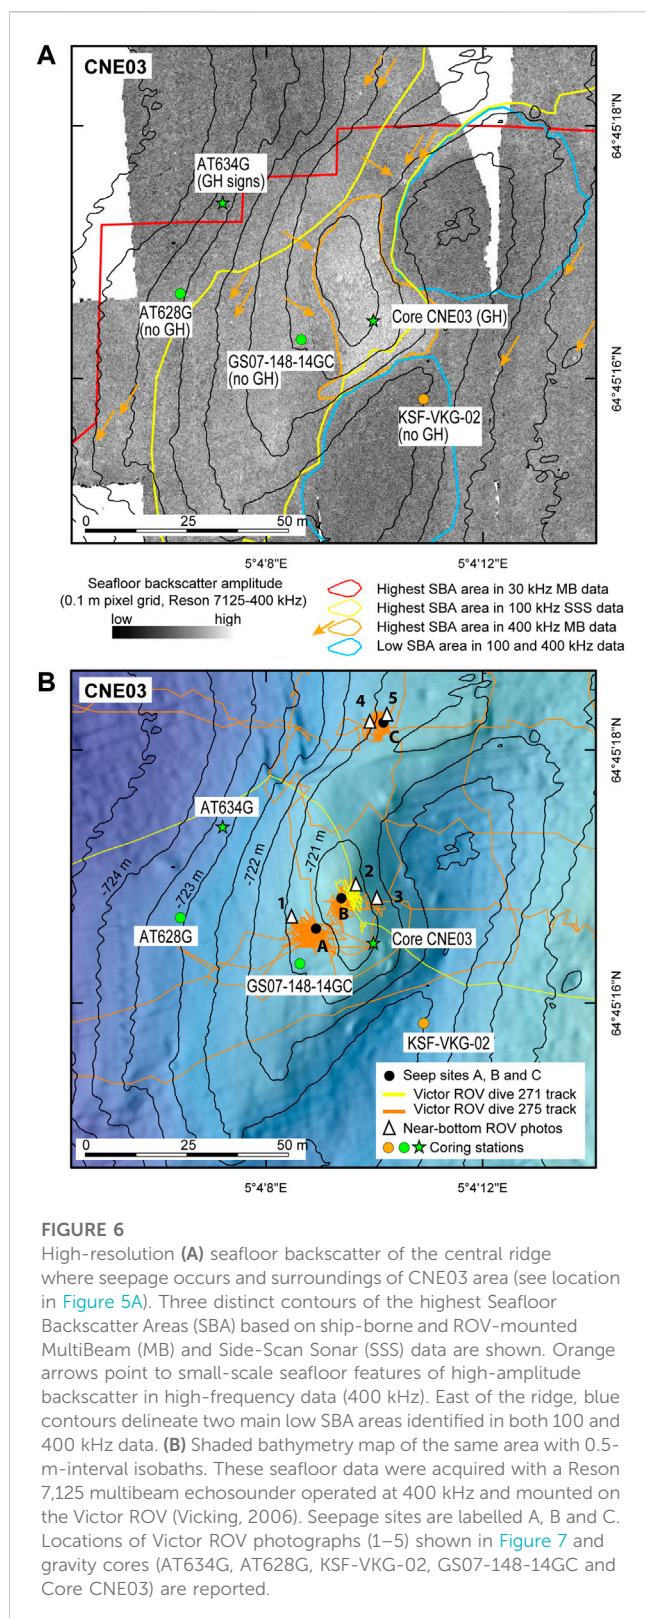 A
CNE03
AT634G
(GH signs)
AT628G
(no GH)
GS07-148-14GC
(no GH)
Core CNE03 (GH)
KSF-VKG-02
(no GH)
64°45'18"N
64°45'16"N
0 25 50 m
5°4'8"E
5°4'12"E
Seafloor backscatter amplitude
(0.1 m pixel grid, Reson 7125-400 kHz)
low high
Highest SBA area in 30 kHz MB data
Highest SBA area in 100 kHz SSS data
Highest SBA area in 400 kHz MB data
Low SBA area in 100 and 400 kHz data
B
CNE03
4
5
C
64°45'18"N
AT634G
-724 m
-723 m
-722 m
-721 m
1
2
3
B
A
AT628G
Core CNE03
GS07-148-14GC
64°45'16"N
KSF-VKG-02
Seep sites A, B and C
Victor ROV dive 271 track
Victor ROV dive 275 track
Near-bottom ROV photos
Coring stations
0 25 50 m
5°4'8"E
5°4'12"E
FIGURE 6
High-resolution (A) seafloor backscatter of the central ridge
where seepage occurs and surroundings of CNE03 area (see location
in Figure 5A). Three distinct contours of the highest Seafloor
Backscatter Areas (SBA) based on ship-borne and ROV-mounted
MultiBeam (MB) and Side-Scan Sonar (SSS) data are shown. Orange
arrows point to small-scale seafloor features of high-amplitude
backscatter in high-frequency data (400 kHz). East of the ridge, blue
contours delineate two main low SBA areas identified in both 100 and
400 kHz data. (B) Shaded bathymetry map of the same area with 0.5-
m-interval isobaths. These seafloor data were acquired with a Reson
7,125 multibeam echosounder operated at 400 kHz and mounted on
the Victor ROV (Vicking, 2006). Seepage sites are labelled A, B and C.
Locations of Victor ROV photographs (1–5) shown in Figure 7 and
gravity cores (AT634G, AT628G, KSF-VKG-02, GS07-148-14GC and
Core CNE03) are reported.